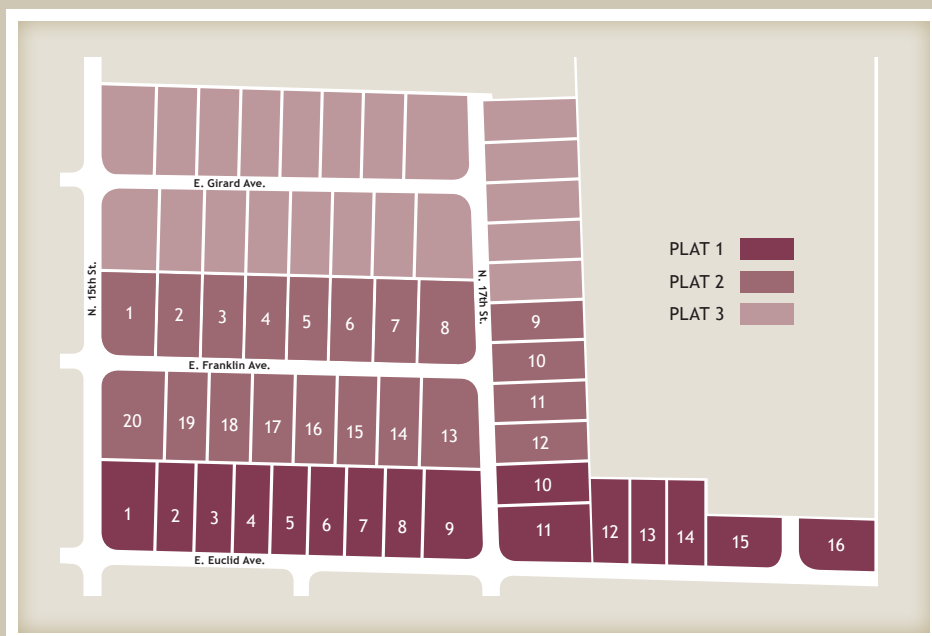 E. Girard Ave.
N. 15th St.
N. 17th St.
PLAT 1
PLAT 2
PLAT 3
1 2 3 4 5 6 7 8
9
10
11
12
E. Franklin Ave.
20 19 18 17 16 15 14 13
1 2 3 4 5 6 7 8 9
10
11 12 13 14 15 16
E. Euclid Ave.